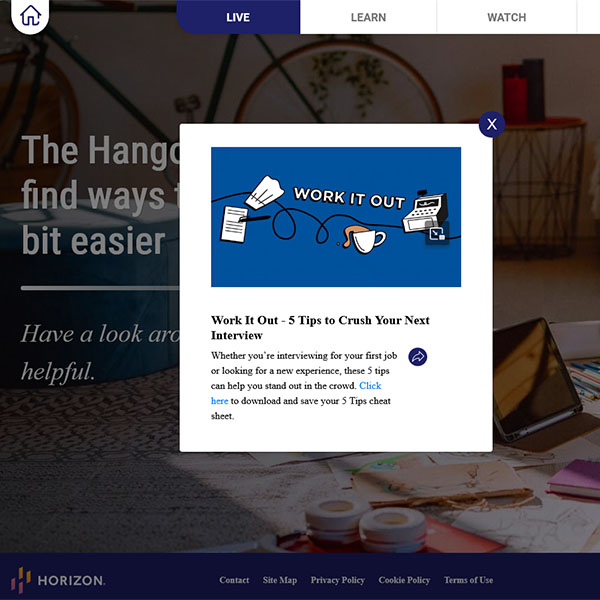 LIVE
LEARN
WATCH
The Hango
find ways
bit easier
Have a look aro
helpful.
X
WORK IT OUT
Work It Out - 5 Tips to Crush Your Next
Interview
Whether you’re interviewing for your first job
or looking for a new experience, these 5 tips
can help you stand out in the crowd. Click
here to download and save your 5 Tips cheat
sheet.
HORIZON.
Contact
Site Map
Privacy Policy
Cookie Policy
Terms of Use